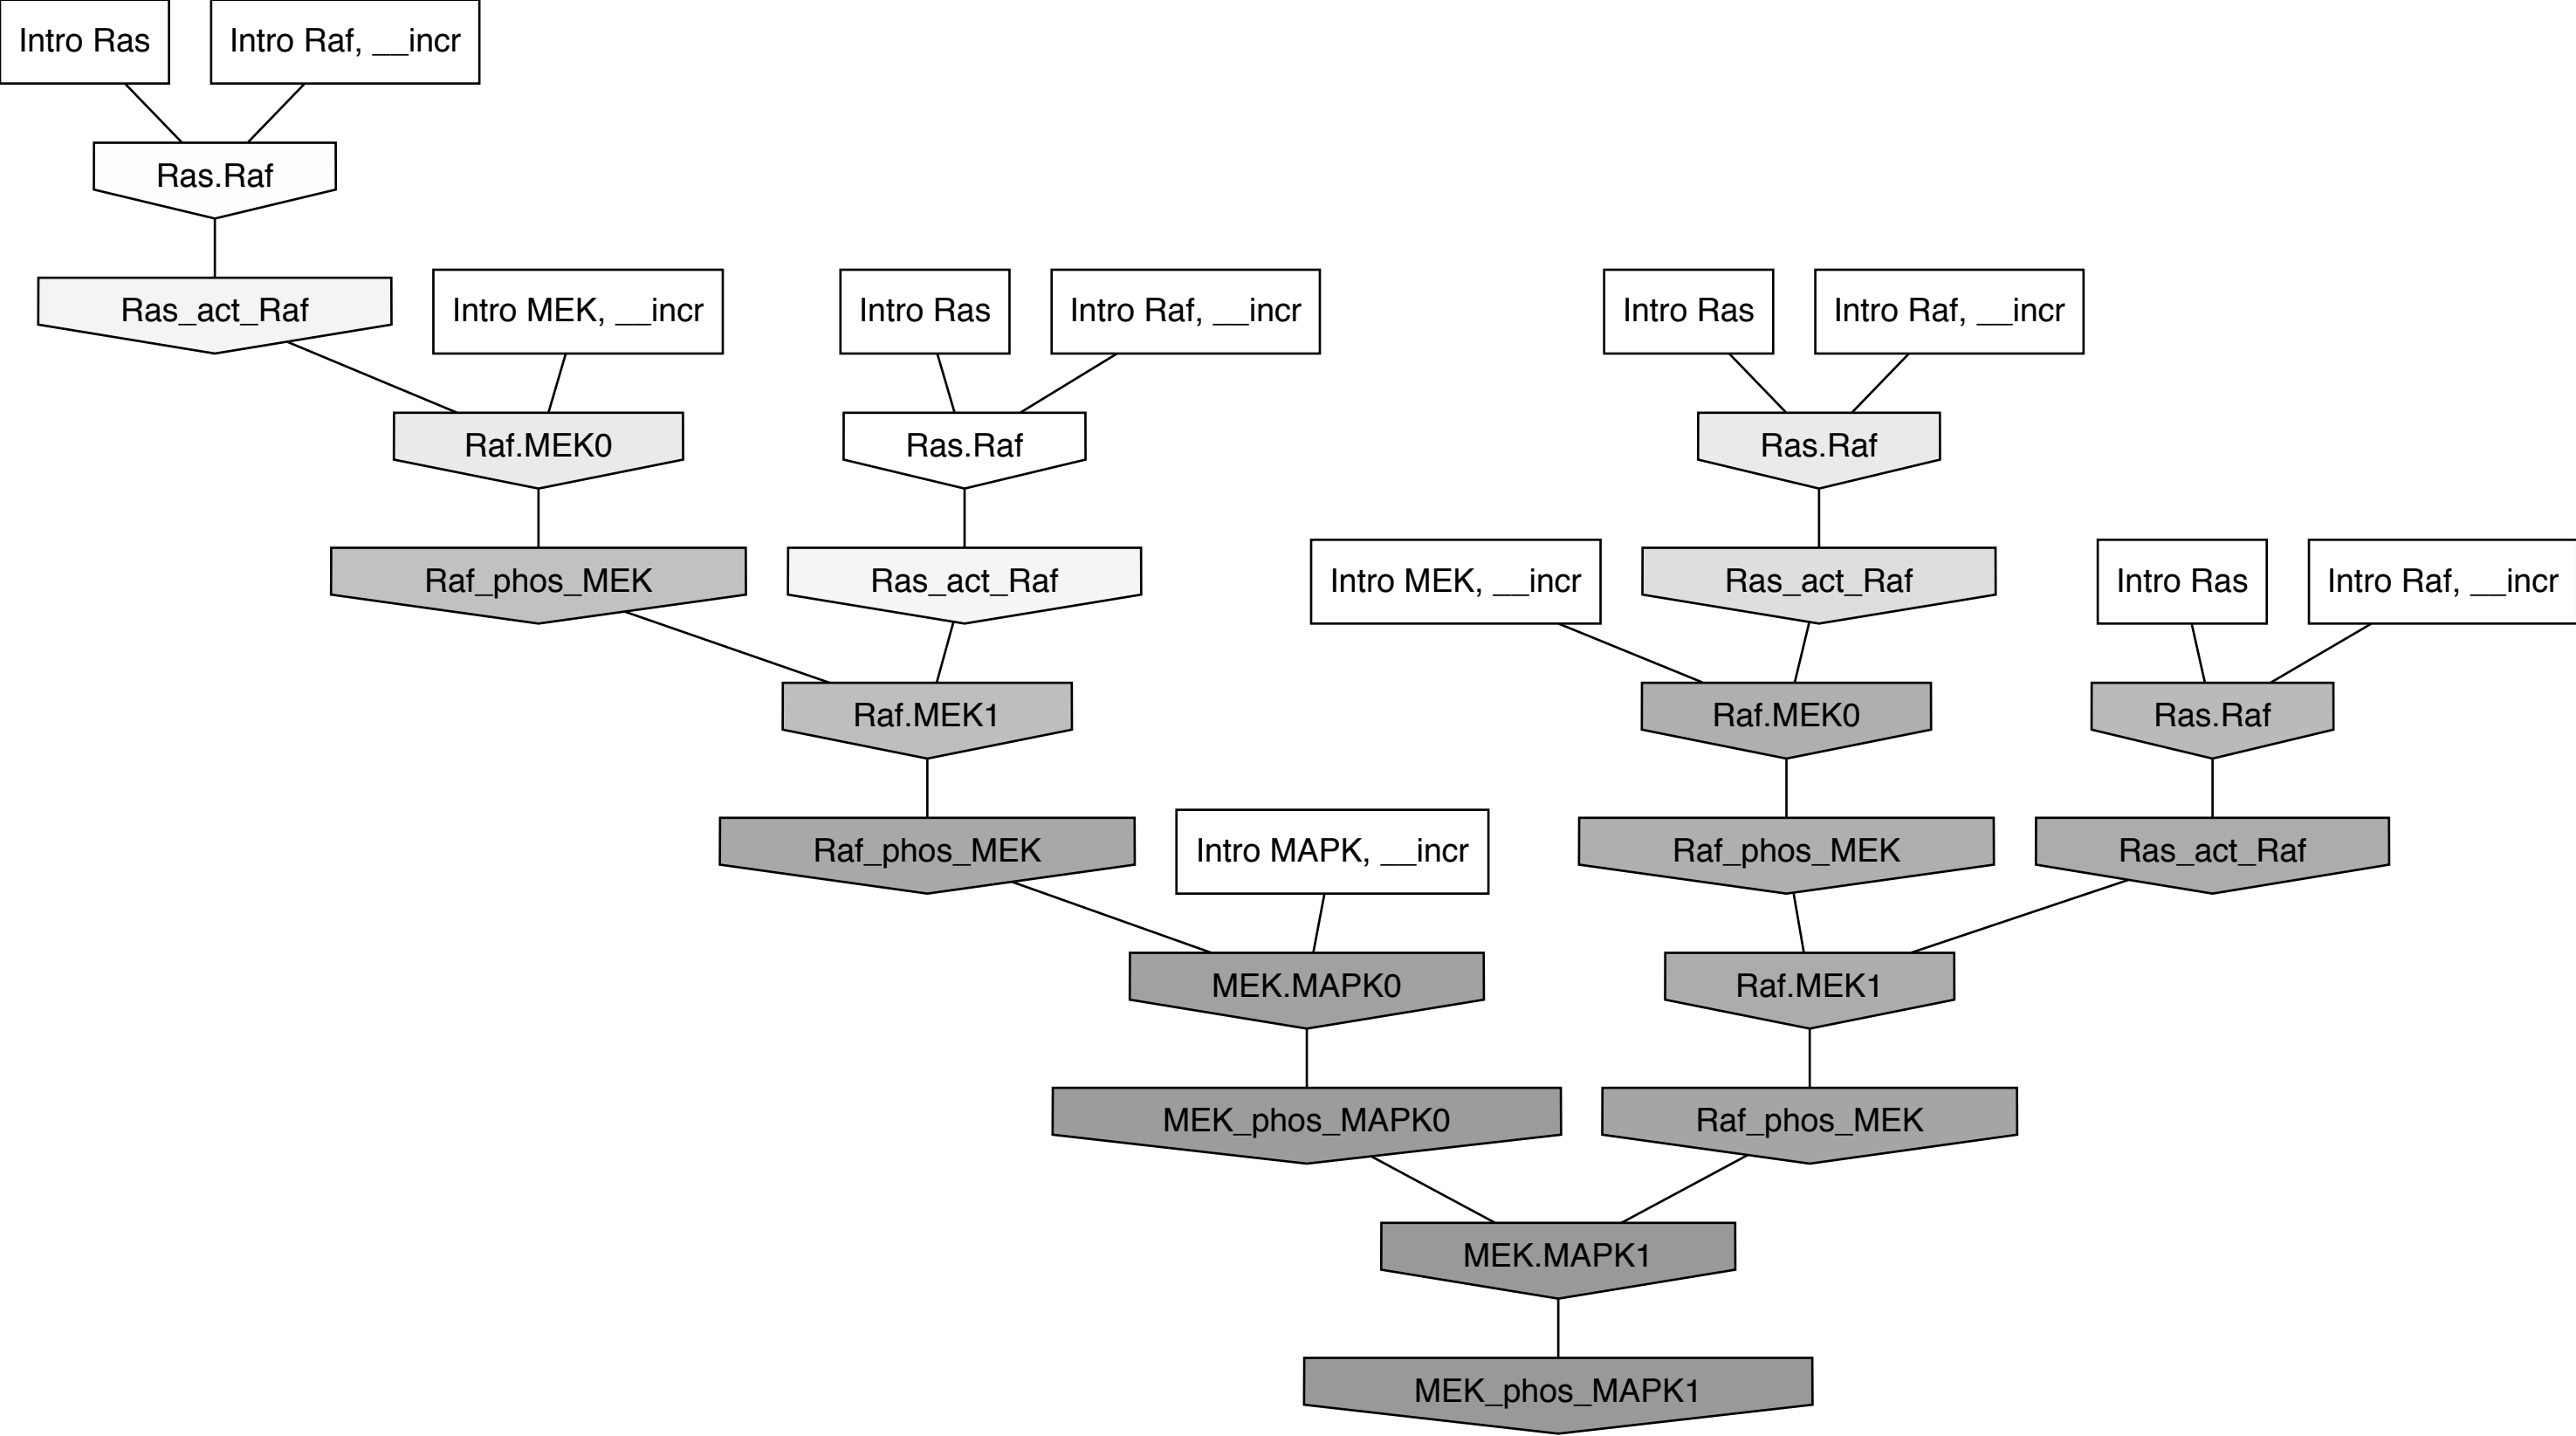 Intro Ras
Intro Raf, __incr
Ras.Raf
Ras_act_Raf
Intro MEK, __incr
Intro Ras
Intro Raf, __incr
Intro Ras
Intro Raf, __incr
Raf.MEK0
Ras.Raf
Ras.Raf
Raf_phos_MEK
Ras_act_Raf
Intro MEK, __incr
Ras_act_Raf
Intro Ras
Intro Raf, __incr
Raf.MEK1
Raf.MEK0
Ras.Raf
Raf_phos_MEK
Intro MAPK, __incr
Raf_phos_MEK
Ras_act_Raf
MEK.MAPK0
Raf.MEK1
MEK_phos_MAPK0
Raf_phos_MEK
MEK.MAPK1
MEK_phos_MAPK1